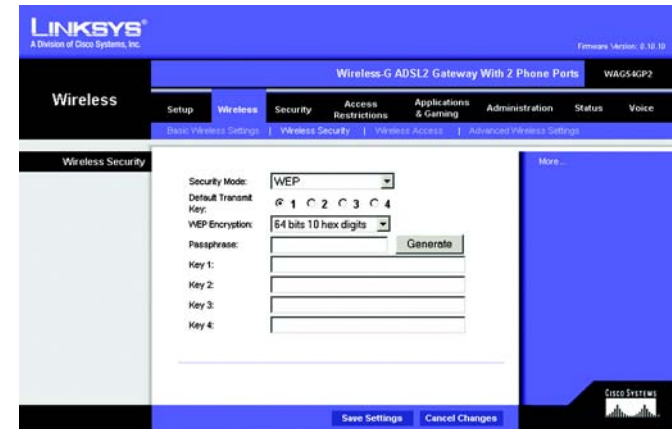 LINKSYS®
A Division of Cisco Systems, Inc.
Firmware Version: 0.10.10
Wireless-G ADSL2 Gateway With 2 Phone Ports WAG54GP2
Wireless
Setup Wireless Security Access Restrictions Applications & Gaming Administration Status Voice
Basic Wireless Settings | Wireless Security | Wireless Access | Advanced Wireless Settings
Wireless Security
More...
Security Mode: WEP
Default Transmit Key: 1 2 3 4
WEP Encryption: 64 bits 10 hex digits
Passphrase: Generate
Key 1:
Key 2:
Key 3:
Key 4:
CISCO SYSTEMS
Save Settings Cancel Changes